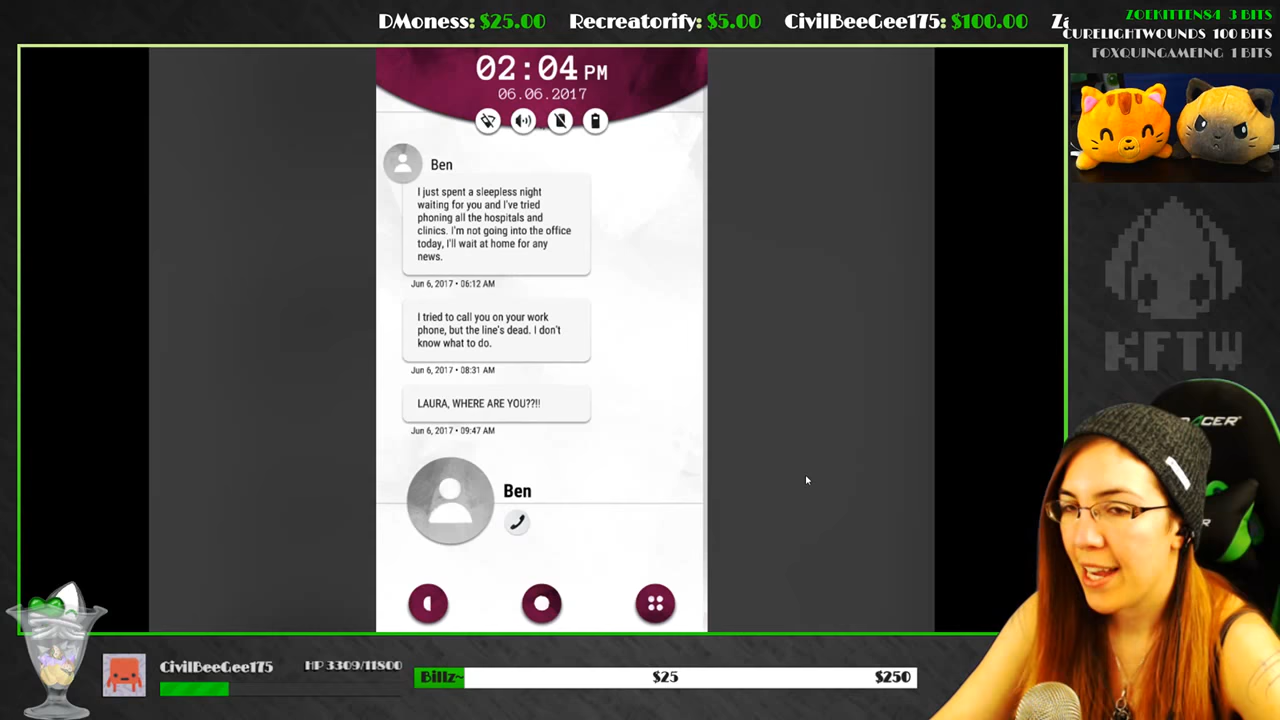 DMoness: $25.00 Recreatorify: $5.00 CivilBeeGee175: $100.00
ZOEKITTENS4 3 BITS
CURELIGHTWOUNDS 100 BITS
FOXQUINGAMEING 1 BITS
02:04 PM
06.06.2017
Ben
I just spent a sleepless night
waiting for you and I've tried
phoning all the hospitals and
clinics. I'm not going into the office
today, I'll wait at home for any
news.
Jun 6, 2017 • 06:12 AM
I tried to call you on your work
phone, but the line's dead. I don't
know what to do.
Jun 6, 2017 • 08:31 AM
LAURA, WHERE ARE YOU??!!
Jun 6, 2017 • 09:47 AM
Ben
KFTW
CivilBeeGee175 HP 3309/11800
Billz~ $25 $250